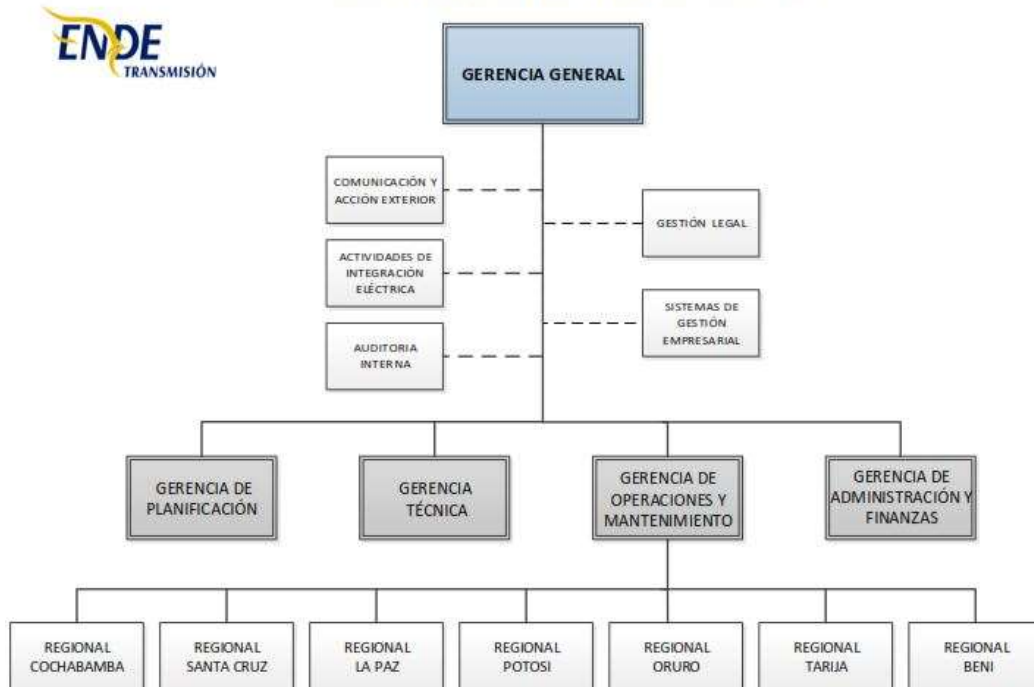 ENDE
TRANSMISIÓN
GERENCIA GENERAL
COMUNICACIÓN Y
ACCIÓN EXTERIOR
GESTIÓN LEGAL
ACTIVIDADES DE
INTEGRACIÓN
ELÉCTRICA
SISTEMAS DE
GESTIÓN
EMPRESARIAL
AUDITORIA
INTERNA
GERENCIA DE
PLANIFICACIÓN
GERENCIA
TÉCNICA
GERENCIA DE
OPERACIONES Y
MANTENIMIENTO
GERENCIA DE
ADMINISTRACIÓN Y
FINANZAS
REGIONAL
COCHABAMBA
REGIONAL
SANTA CRUZ
REGIONAL
LA PAZ
REGIONAL
POTOSI
REGIONAL
ORURO
REGIONAL
TARIJA
REGIONAL
BENI